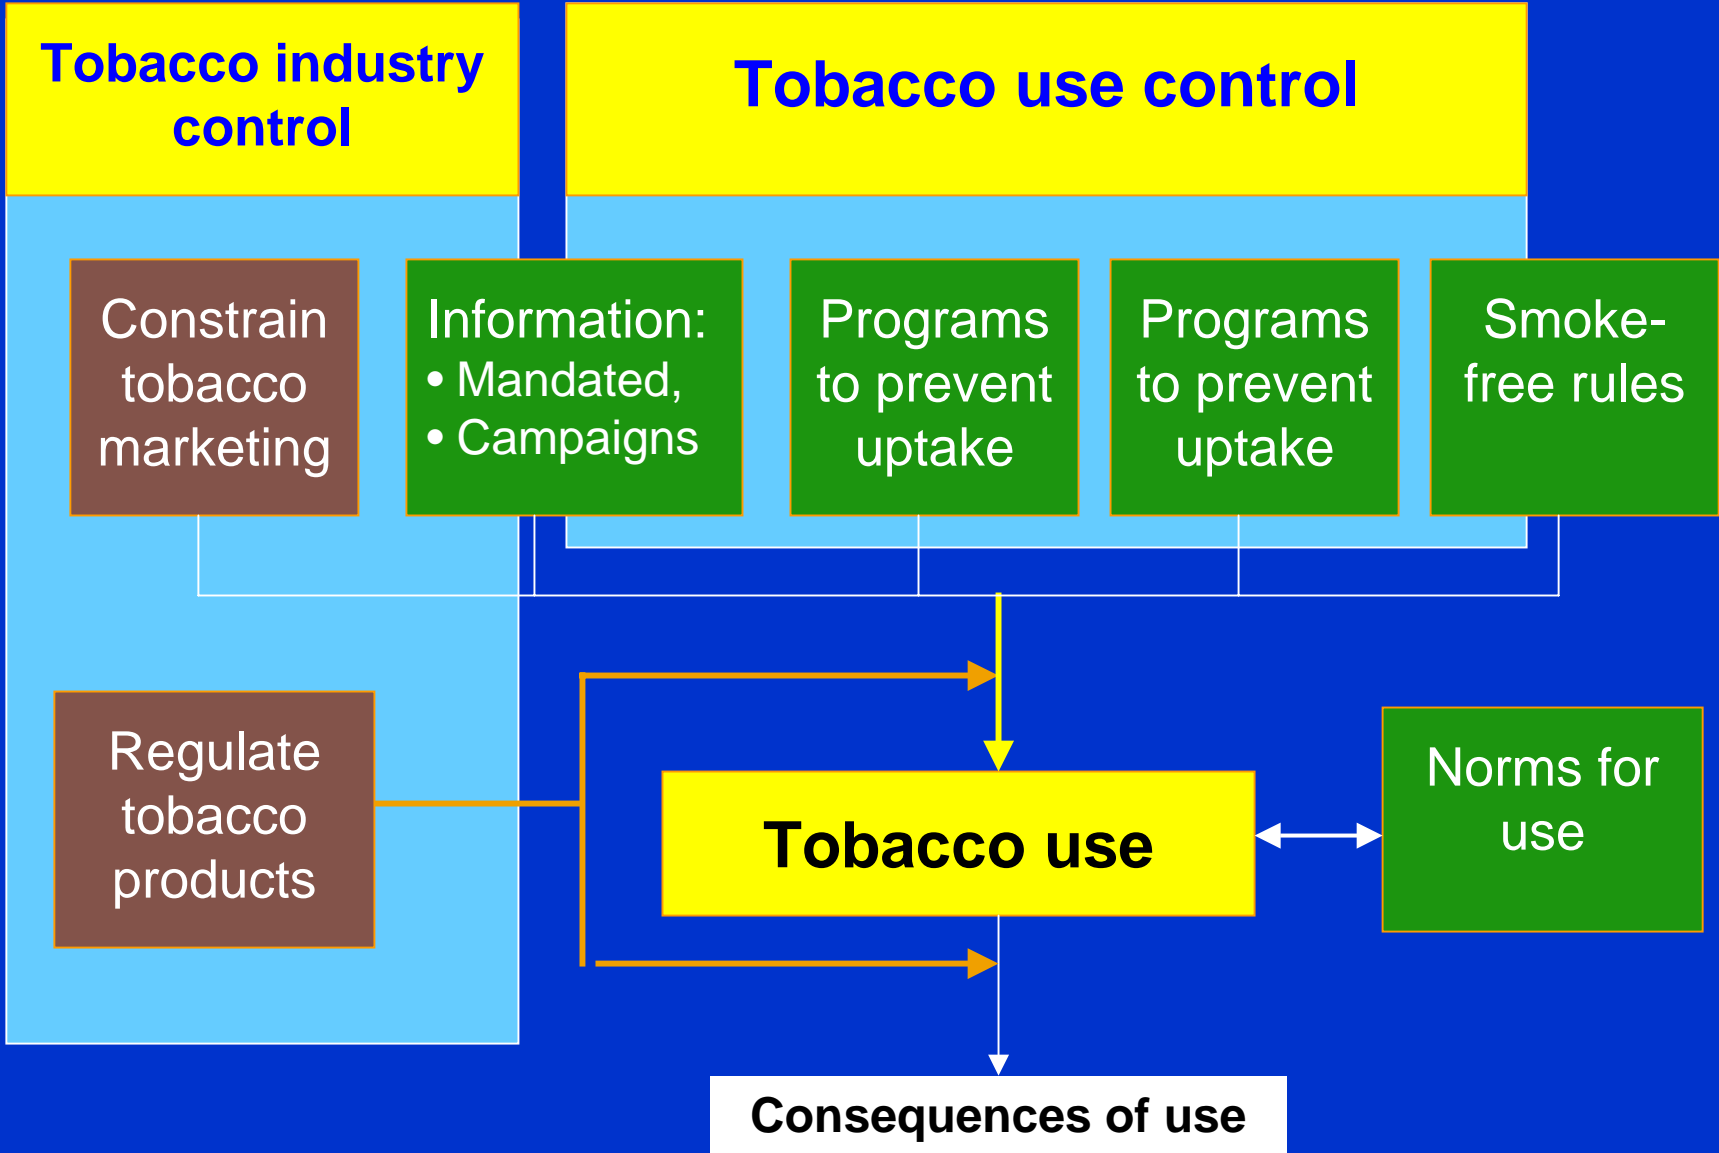 Tobacco industry
control
Tobacco use control
Constrain
tobacco
marketing
Information:
• Mandated,
• Campaigns
Programs
to prevent
uptake
Programs
to prevent
uptake
Smoke-
free rules
Regulate
tobacco
products
Tobacco use
Norms for
use
Consequences of use